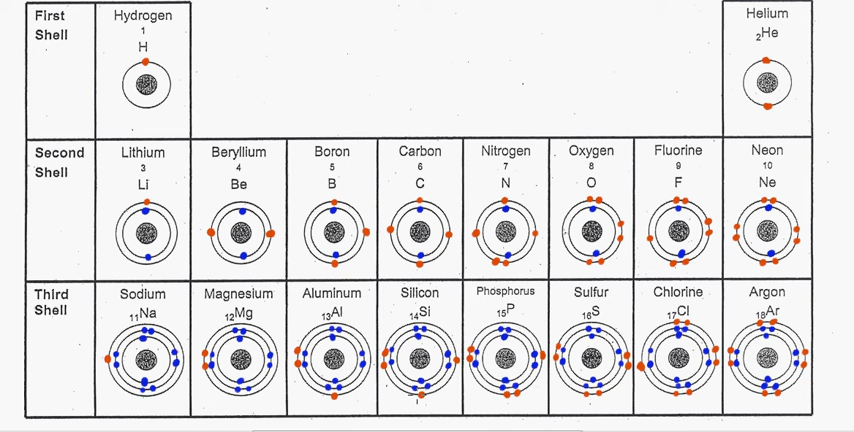 First Shell
Hydrogen
1
H
Helium
2He
Second Shell
Lithium
3
Li
Beryllium
4
Be
Boron
5
B
Carbon
6
C
Nitrogen
7
N
Oxygen
8
O
Fluorine
9
F
Neon
10
Ne
Third Shell
Sodium
11Na
Magnesium
12Mg
Aluminum
13Al
Silicon
14Si
Phosphorus
15P
Sulfur
16S
Chlorine
17Cl
Argon
18Ar